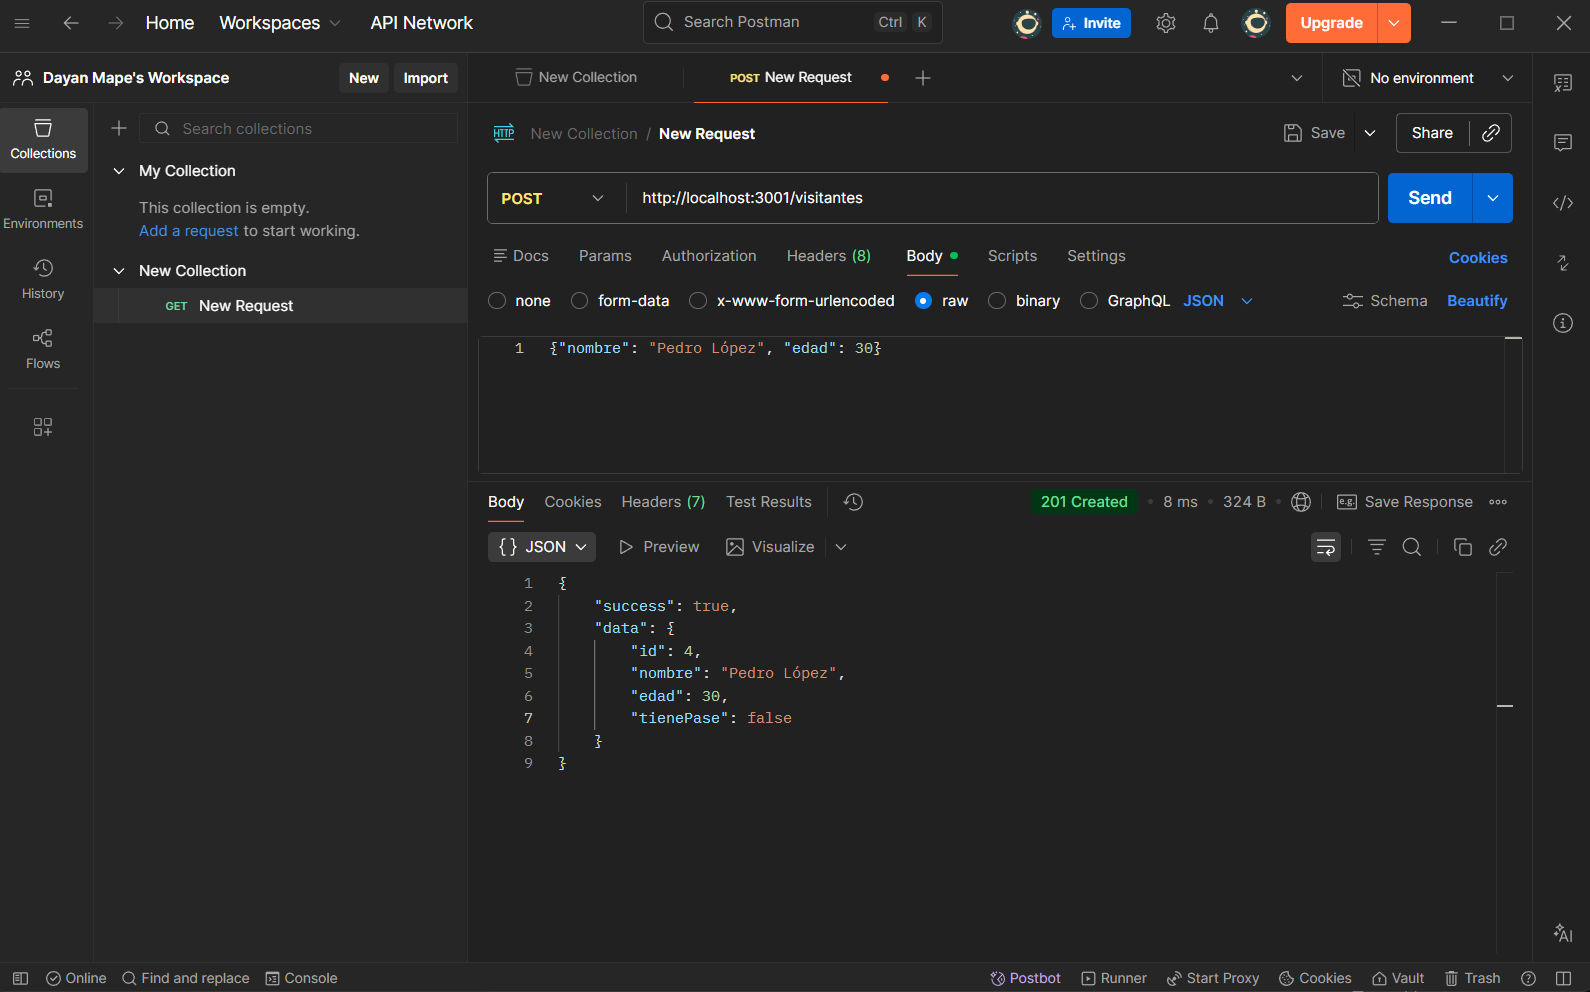 Home
Workspaces
API Network
Search Postman
Ctrl K
Invite
Upgrade
Dayan Mape's Workspace
New
Import
New Collection
POST New Request
No environment
Collections
Environments
History
Flows
Search collections
My Collection
This collection is empty.
Add a request to start working.
New Collection
GET New Request
HTTP
New Collection / New Request
Save
Share
POST
http://localhost:3001/visitantes
Send
Docs
Params
Authorization
Headers (8)
Body
Scripts
Settings
Cookies
none
form-data
x-www-form-urlencoded
raw
binary
GraphQL
JSON
Schema
Beautify
1 {"nombre": "Pedro López", "edad": 30}
Body
Cookies
Headers (7)
Test Results
201 Created
8 ms
324 B
e.g. Save Response
{} JSON
Preview
Visualize
1 {
2 "success": true,
3 "data": {
4 "id": 4,
5 "nombre": "Pedro López",
6 "edad": 30,
7 "tienePase": false
8 }
9 }
AI
Online
Find and replace
Console
Postbot
Runner
Start Proxy
Cookies
Vault
Trash